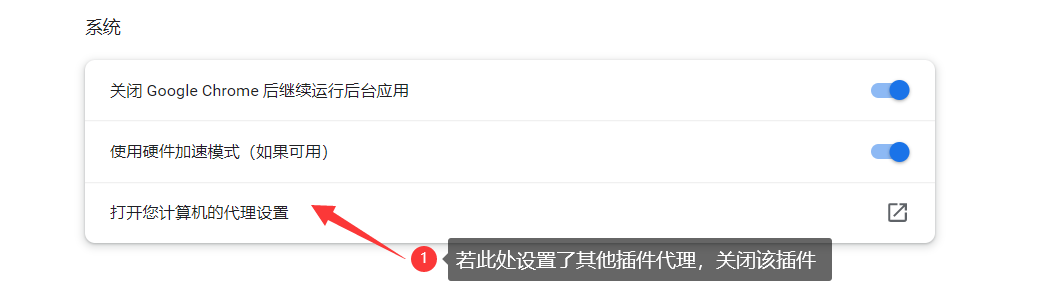 系统
关闭 Google Chrome 后继续运行后台应用
使用硬件加速模式（如果可用）
打开您计算机的代理设置
1 若此处设置了其他插件代理，关闭该插件